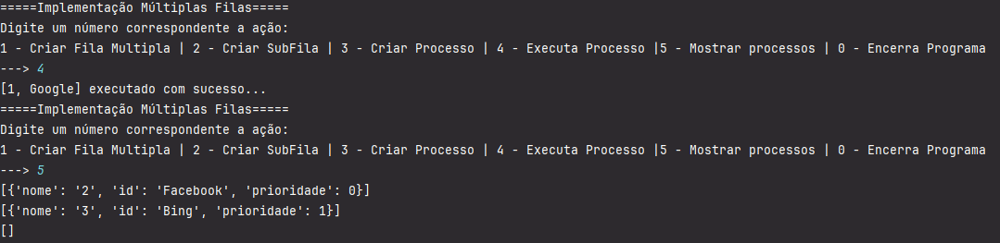 =====Implementação Múltiplas Filas=====
Digite um número correspondente a ação:
1 - Criar Fila Multipla | 2 - Criar SubFila | 3 - Criar Processo | 4 - Executa Processo |5 - Mostrar processos | 0 - Encerra Programa
---> 4
[1, Google] executado com sucesso...
=====Implementação Múltiplas Filas=====
Digite um número correspondente a ação:
1 - Criar Fila Multipla | 2 - Criar SubFila | 3 - Criar Processo | 4 - Executa Processo |5 - Mostrar processos | 0 - Encerra Programa
---> 5
[{'nome': '2', 'id': 'Facebook', 'prioridade': 0}]
[{'nome': '3', 'id': 'Bing', 'prioridade': 1}]
[]